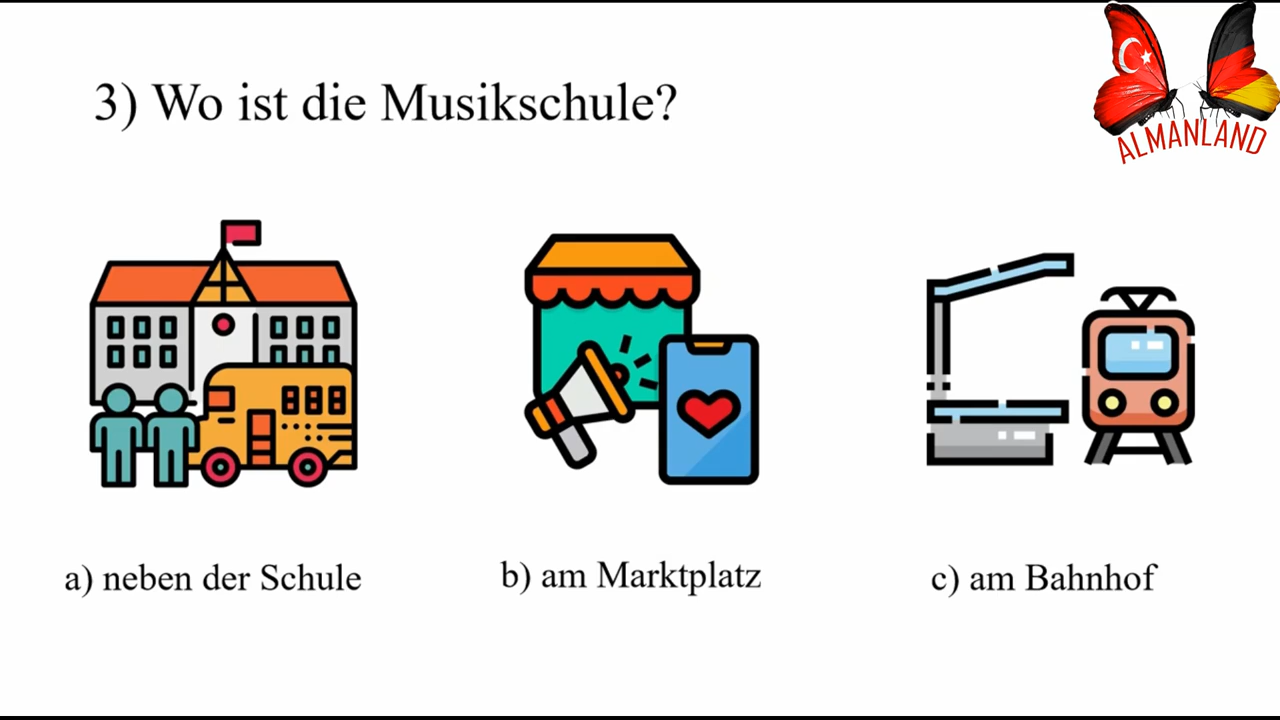 3) Wo ist die Musikschule?
ALMANLAND
a) neben der Schule
b) am Marktplatz
c) am Bahnhof